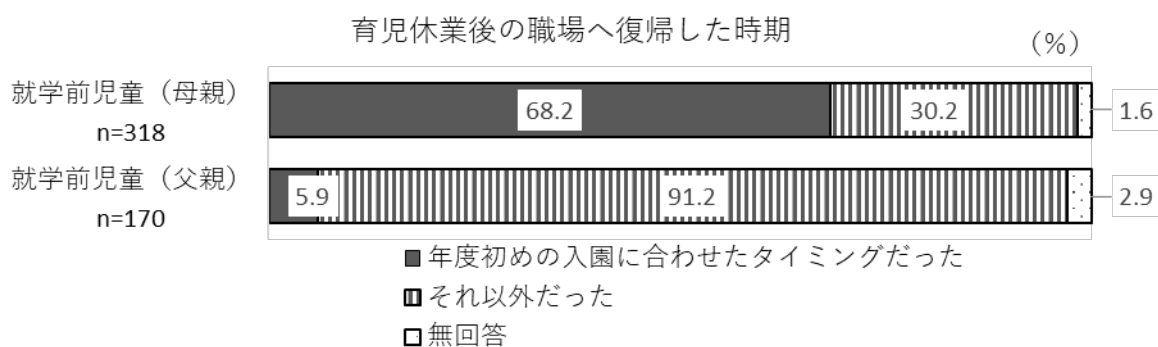 育児休業後の職場へ復帰した時期
（%）
就学前児童（母親）
n=318
68.2
30.2
1.6
就学前児童（父親）
n=170
5.9
91.2
2.9
年度初めの入園に合わせたタイミングだった
それ以外だった
無回答